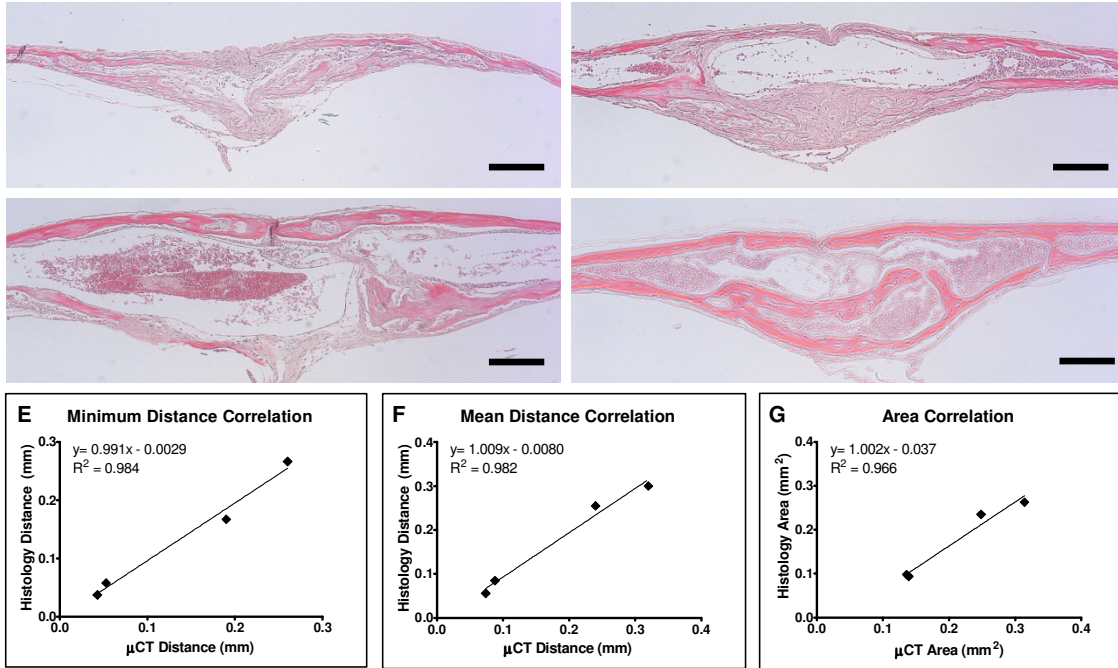 E Minimum Distance Correlation
y= 0.991x - 0.0029
R² = 0.984
Histology Distance (mm)
0.3
0.2
0.1
0.0
0.0 0.1 0.2 0.3
µCT Distance (mm)
F Mean Distance Correlation
y= 1.009x - 0.0080
R² = 0.982
Histology Distance (mm)
0.4
0.3
0.2
0.1
0.0
0.0 0.1 0.2 0.3 0.4
µCT Distance (mm)
G Area Correlation
y= 1.002x - 0.037
R² = 0.966
Histology Area (mm²)
0.4
0.3
0.2
0.1
0.0
0.0 0.1 0.2 0.3 0.4
µCT Area (mm²)